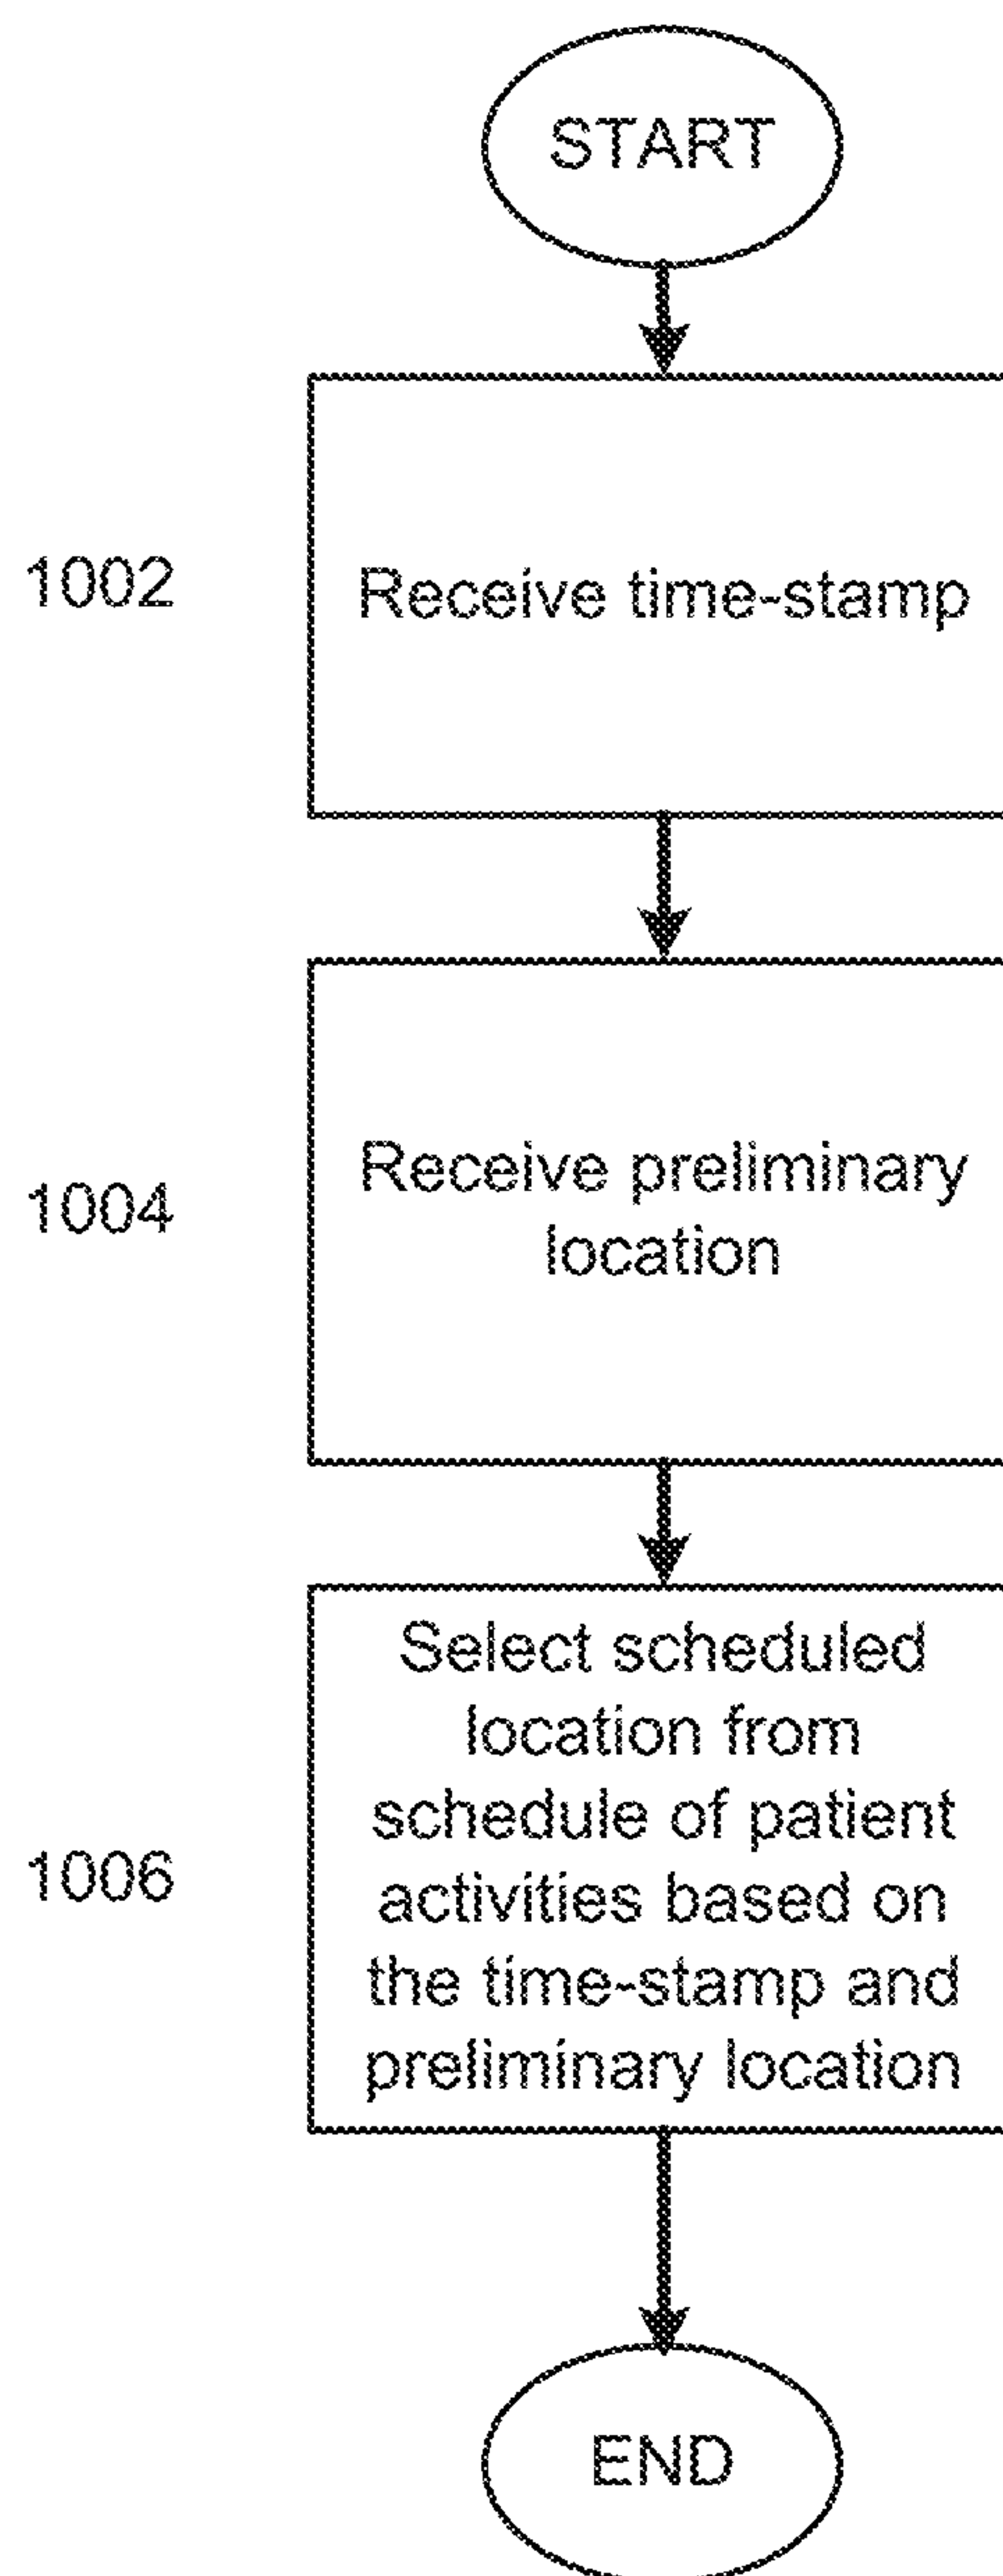 START
1002
Receive time-stamp
1004
Receive preliminary
location
1006
Select scheduled
location from
schedule of patient
activities based on
the time-stamp and
preliminary location
END